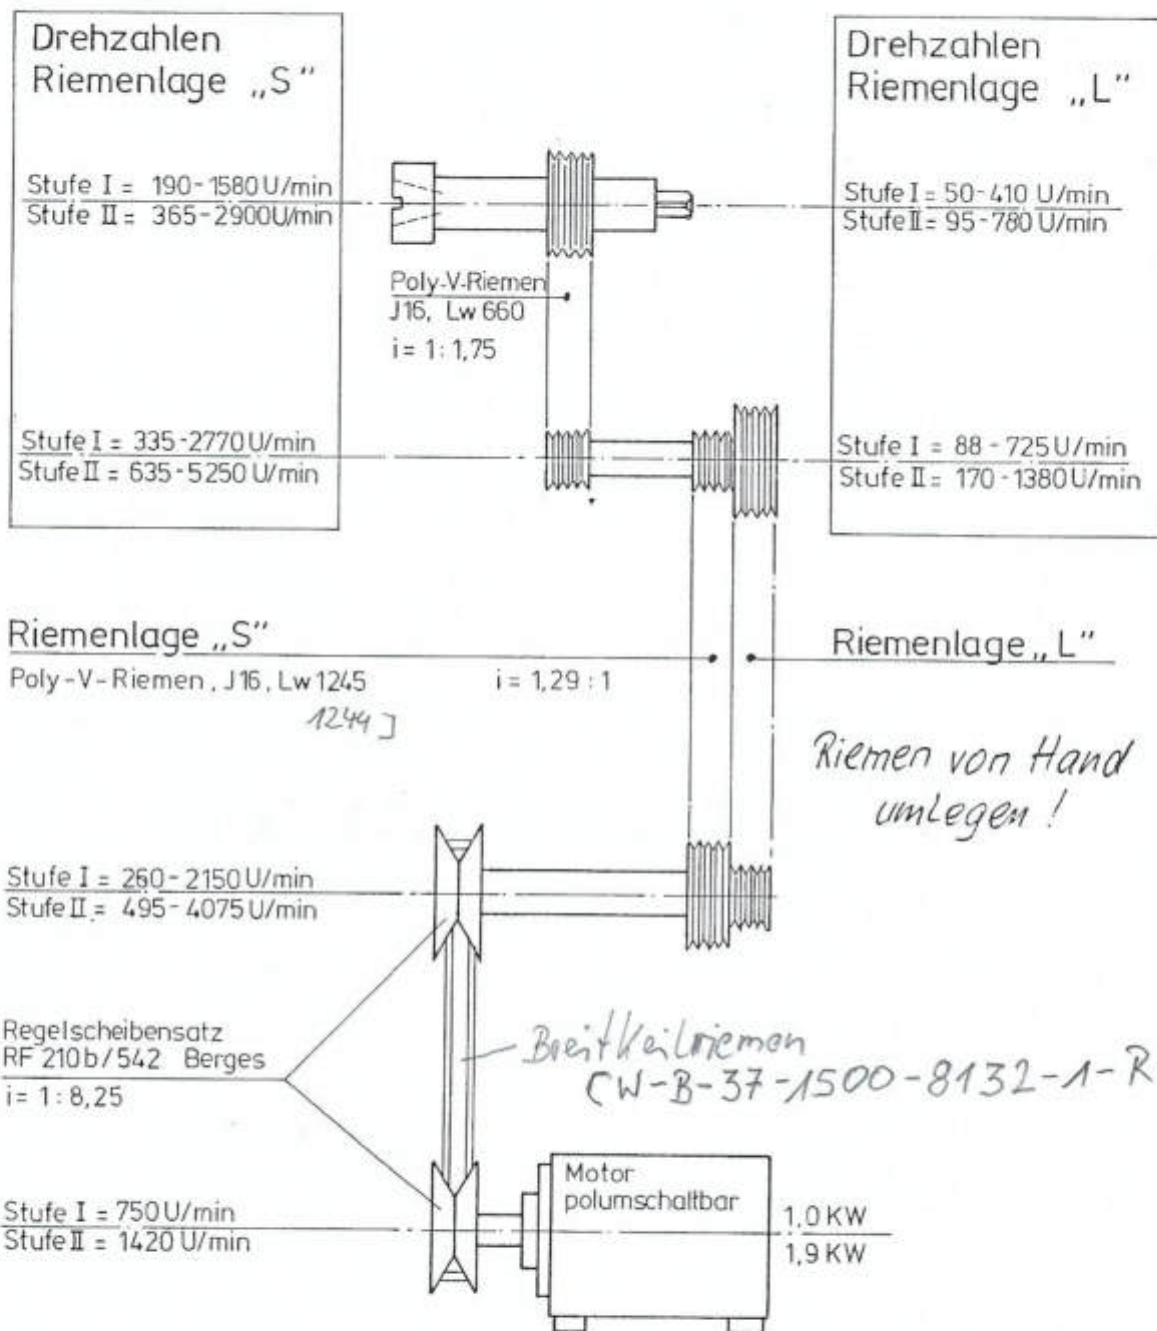 Drehzahlen
Riemenlage „S“
Stufe I = 190-1580 U/min
Stufe II = 365-2900 U/min
Drehzahlen
Riemenlage „L“
Stufe I = 50-410 U/min
Stufe II = 95-780 U/min
Poly-V-Riemen
J16, Lw 660
i = 1:1,75
Stufe I = 335-2770 U/min
Stufe II = 635-5250 U/min
Stufe I = 88-725 U/min
Stufe II = 170-1380 U/min
Riemenlage „S“
Riemenlage „L“
Poly-V-Riemen, J16, Lw 1245
i = 1,29:1
1244 J
Riemen von Hand
umlegen!
Stufe I = 260-2150 U/min
Stufe II = 495-4075 U/min
Regelscheibensatz
RF 210b/542 Berges
i = 1:8,25
Breitkeilriemen
CW-B-37-1500-8132-1-R
Stufe I = 750 U/min
Stufe II = 1420 U/min
Motor
polumschaltbar
1,0 KW
1,9 KW